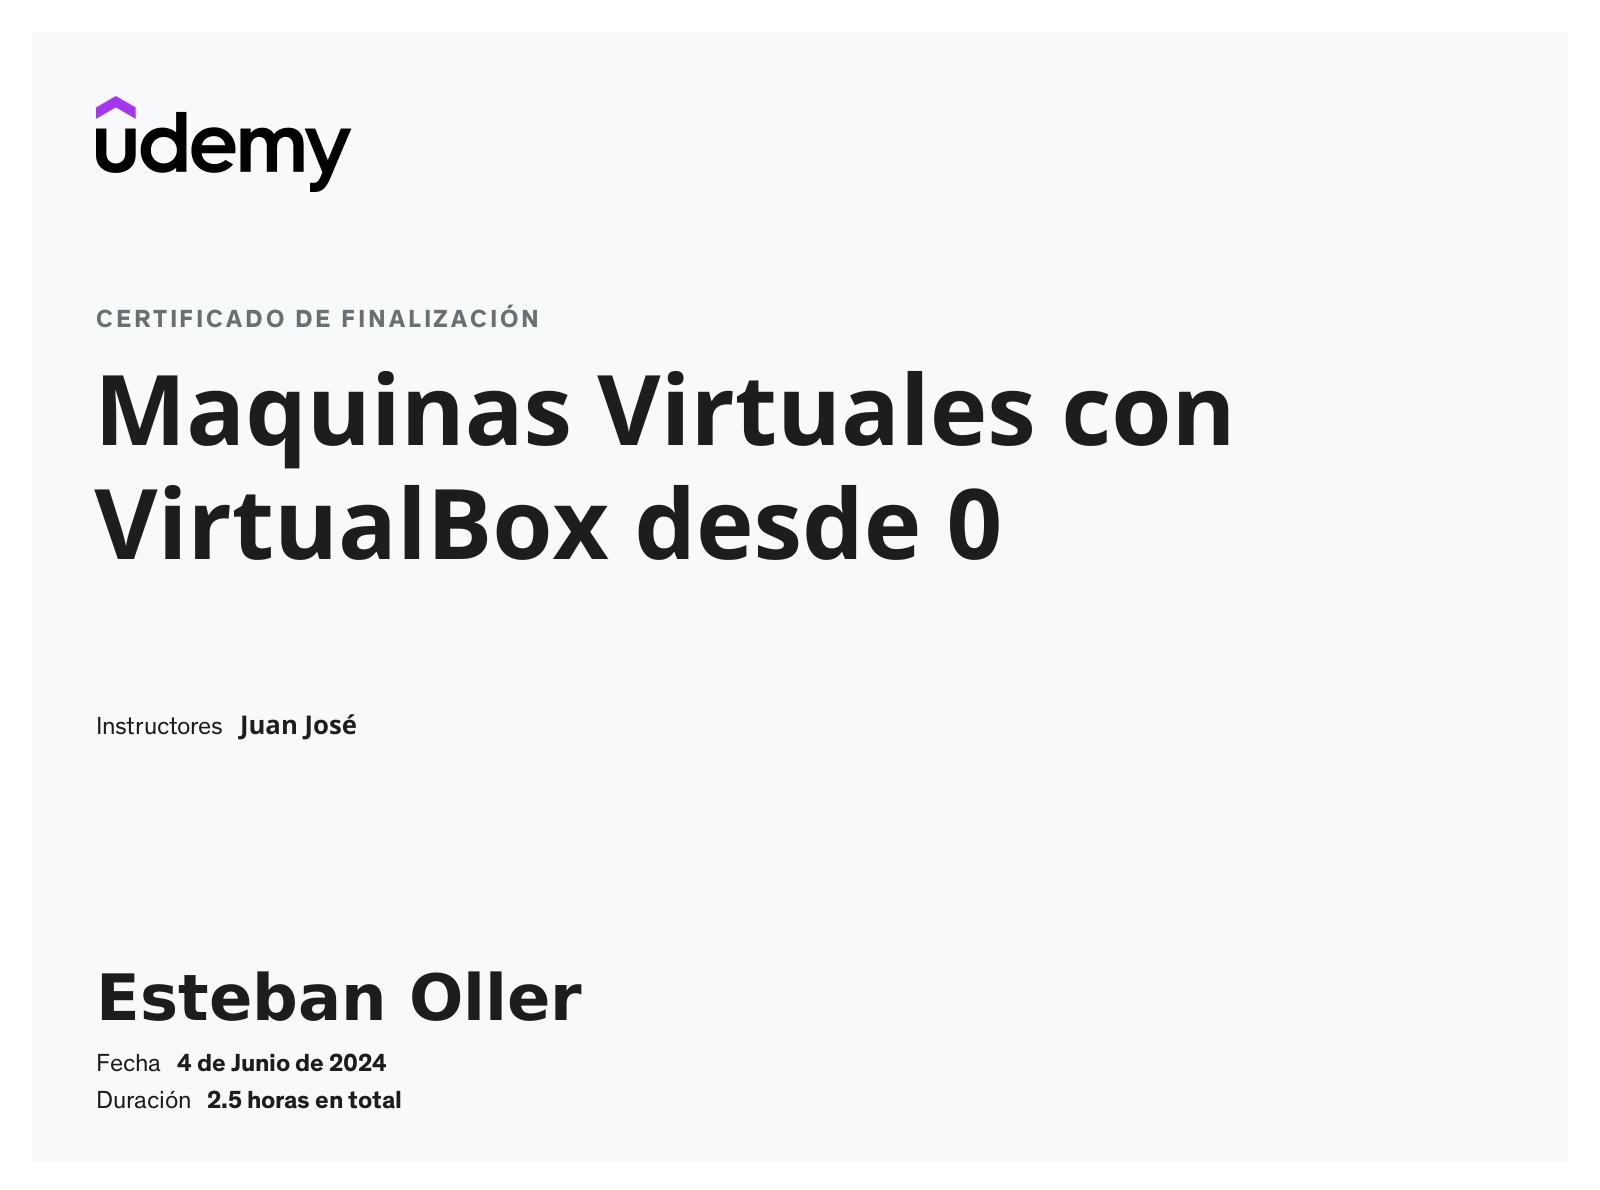 udemy
CERTIFICADO DE FINALIZACIÓN
Maquinas Virtuales con
VirtualBox desde 0
Instructores Juan José
Esteban Oller
Fecha 4 de Junio de 2024
Duración 2.5 horas en total